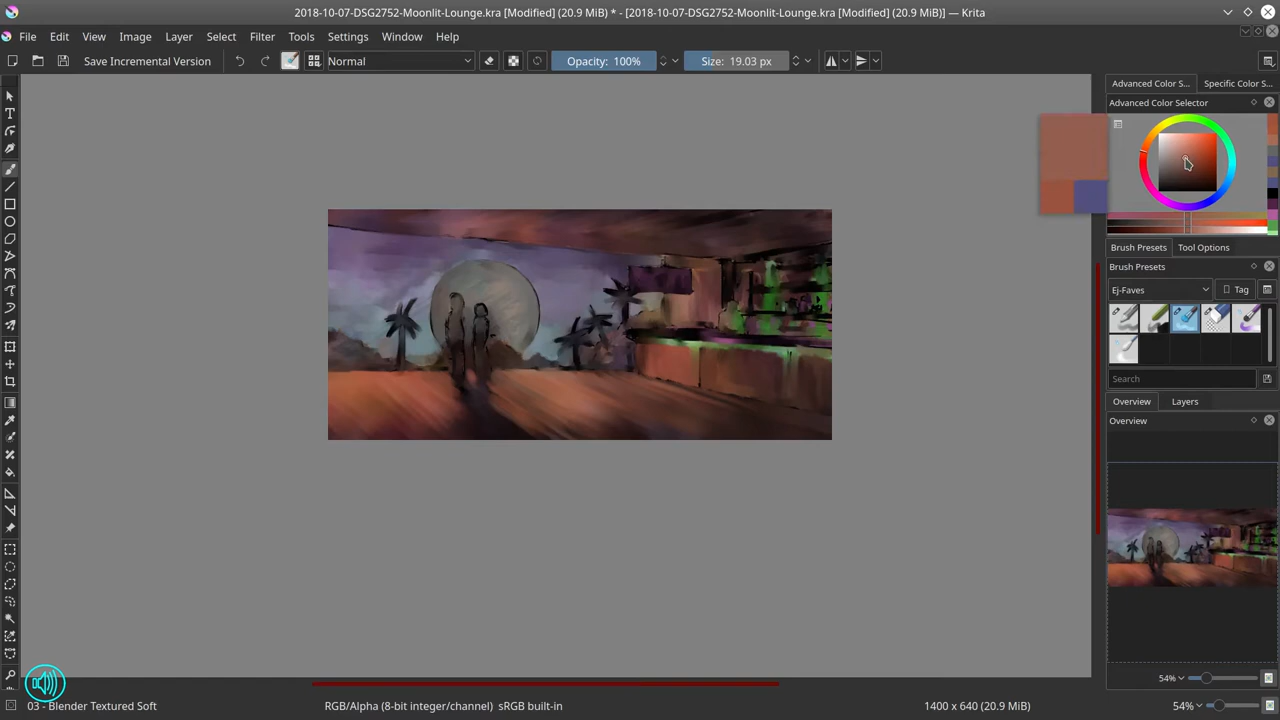 2018-10-07-DSG2752-Moonlit-Lounge.kra [Modified] (20.9 MiB) * - [2018-10-07-DSG2752-Moonlit-Lounge.kra [Modified] (20.9 MiB)] - Krita
File Edit View Image Layer Select Filter Tools Settings Window Help
Save Incremental Version Normal Opacity: 100% Size: 19.03 px
Advanced Color S... Specific Color S...
Advanced Color Selector
Brush Presets Tool Options
Brush Presets
Ej-Faves Tag
Search
Overview Layers
Overview
54%
03 - Blender Textured Soft RGB/Alpha (8-bit integer/channel) sRGB built-in 1400 x 640 (20.9 MiB) 54%